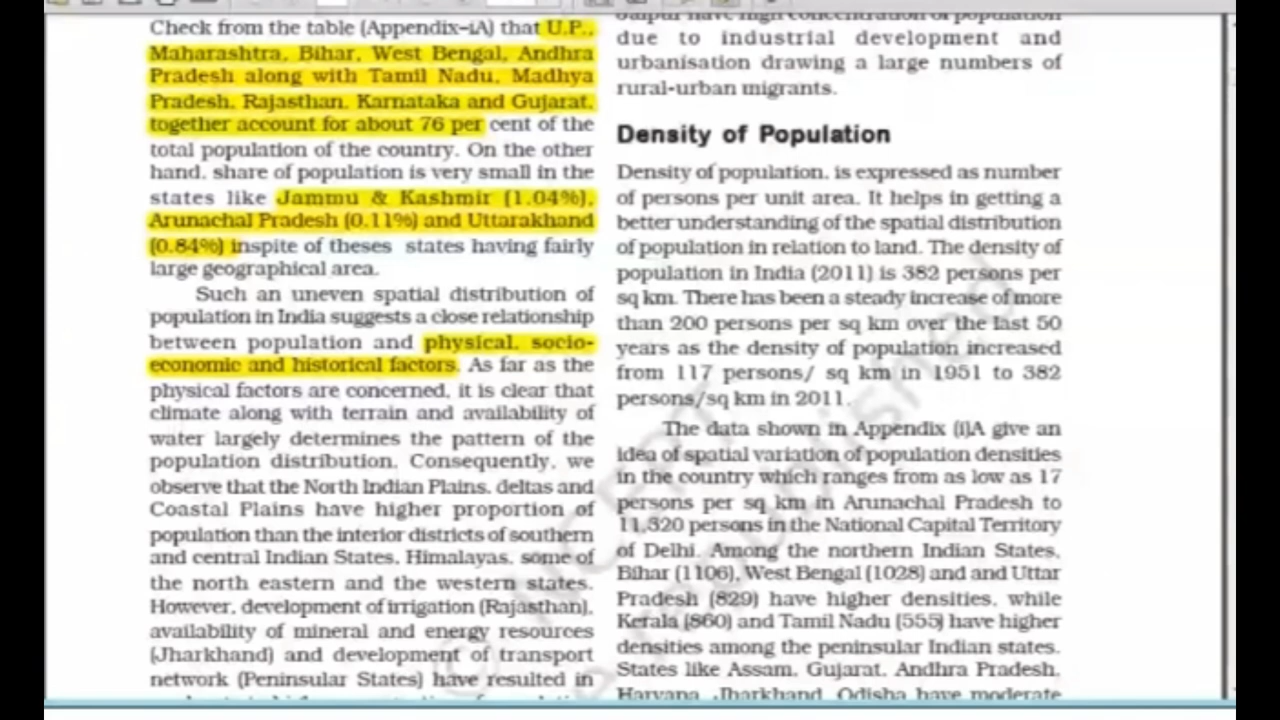 Check from the table (Appendix–iA) that U.P.,
Maharashtra, Bihar, West Bengal, Andhra
Pradesh along with Tamil Nadu, Madhya
Pradesh, Rajasthan, Karnataka and Gujarat,
together account for about 76 per cent of the
total population of the country. On the other
hand, share of population is very small in the
states like Jammu & Kashmir (1.04%),
Arunachal Pradesh (0.11%) and Uttarakhand
(0.84%) inspite of theses states having fairly
large geographical area.
Such an uneven spatial distribution of
population in India suggests a close relationship
between population and physical, socio-
economic and historical factors. As far as the
physical factors are concerned, it is clear that
climate along with terrain and availability of
water largely determines the pattern of the
population distribution. Consequently, we
observe that the North Indian Plains, deltas and
Coastal Plains have higher proportion of
population than the interior districts of southern
and central Indian States, Himalayas, some of
the north eastern and the western states.
However, development of irrigation (Rajasthan),
availability of mineral and energy resources
(Jharkhand) and development of transport
network (Peninsular States) have resulted in
Jaipur have high concentration of population
due to industrial development and
urbanisation drawing a large numbers of
rural-urban migrants.
Density of Population
Density of population, is expressed as number
of persons per unit area. It helps in getting a
better understanding of the spatial distribution
of population in relation to land. The density of
population in India (2011) is 382 persons per
sq km. There has been a steady increase of more
than 200 persons per sq km over the last 50
years as the density of population increased
from 117 persons/ sq km in 1951 to 382
persons/sq km in 2011.
The data shown in Appendix (i)A give an
idea of spatial variation of population densities
in the country which ranges from as low as 17
persons per sq km in Arunachal Pradesh to
11,320 persons in the National Capital Territory
of Delhi. Among the northern Indian States,
Bihar (1106), West Bengal (1028) and and Uttar
Pradesh (829) have higher densities, while
Kerala (860) and Tamil Nadu (555) have higher
densities among the peninsular Indian states.
States like Assam, Gujarat, Andhra Pradesh,
Haryana, Jharkhand, Odisha have moderate